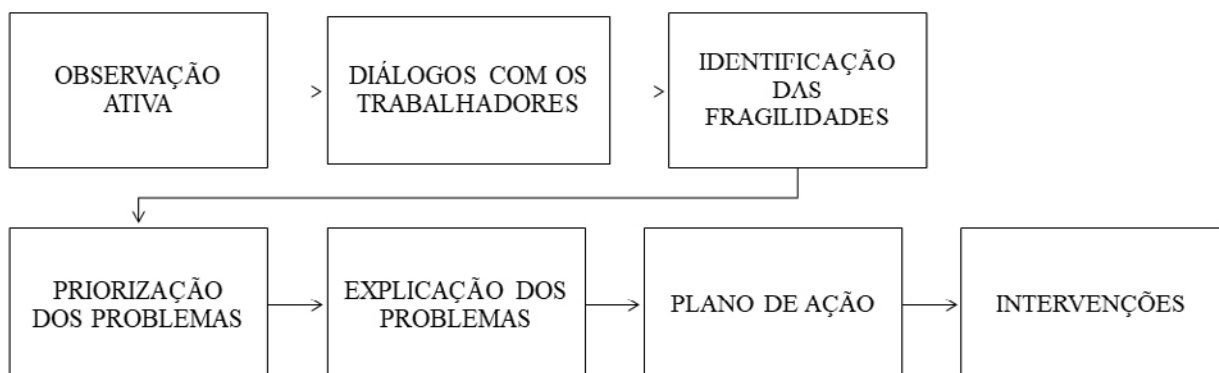 OBSERVAÇÃO
ATIVA
>
DIÁLOGOS COM OS
TRABALHADORES
>
IDENTIFICAÇÃO
DAS
FRAGILIDADES
PRIORIZAÇÃO
DOS PROBLEMAS
EXPLICAÇÃO DOS
PROBLEMAS
PLANO DE AÇÃO
INTERVENÇÕES